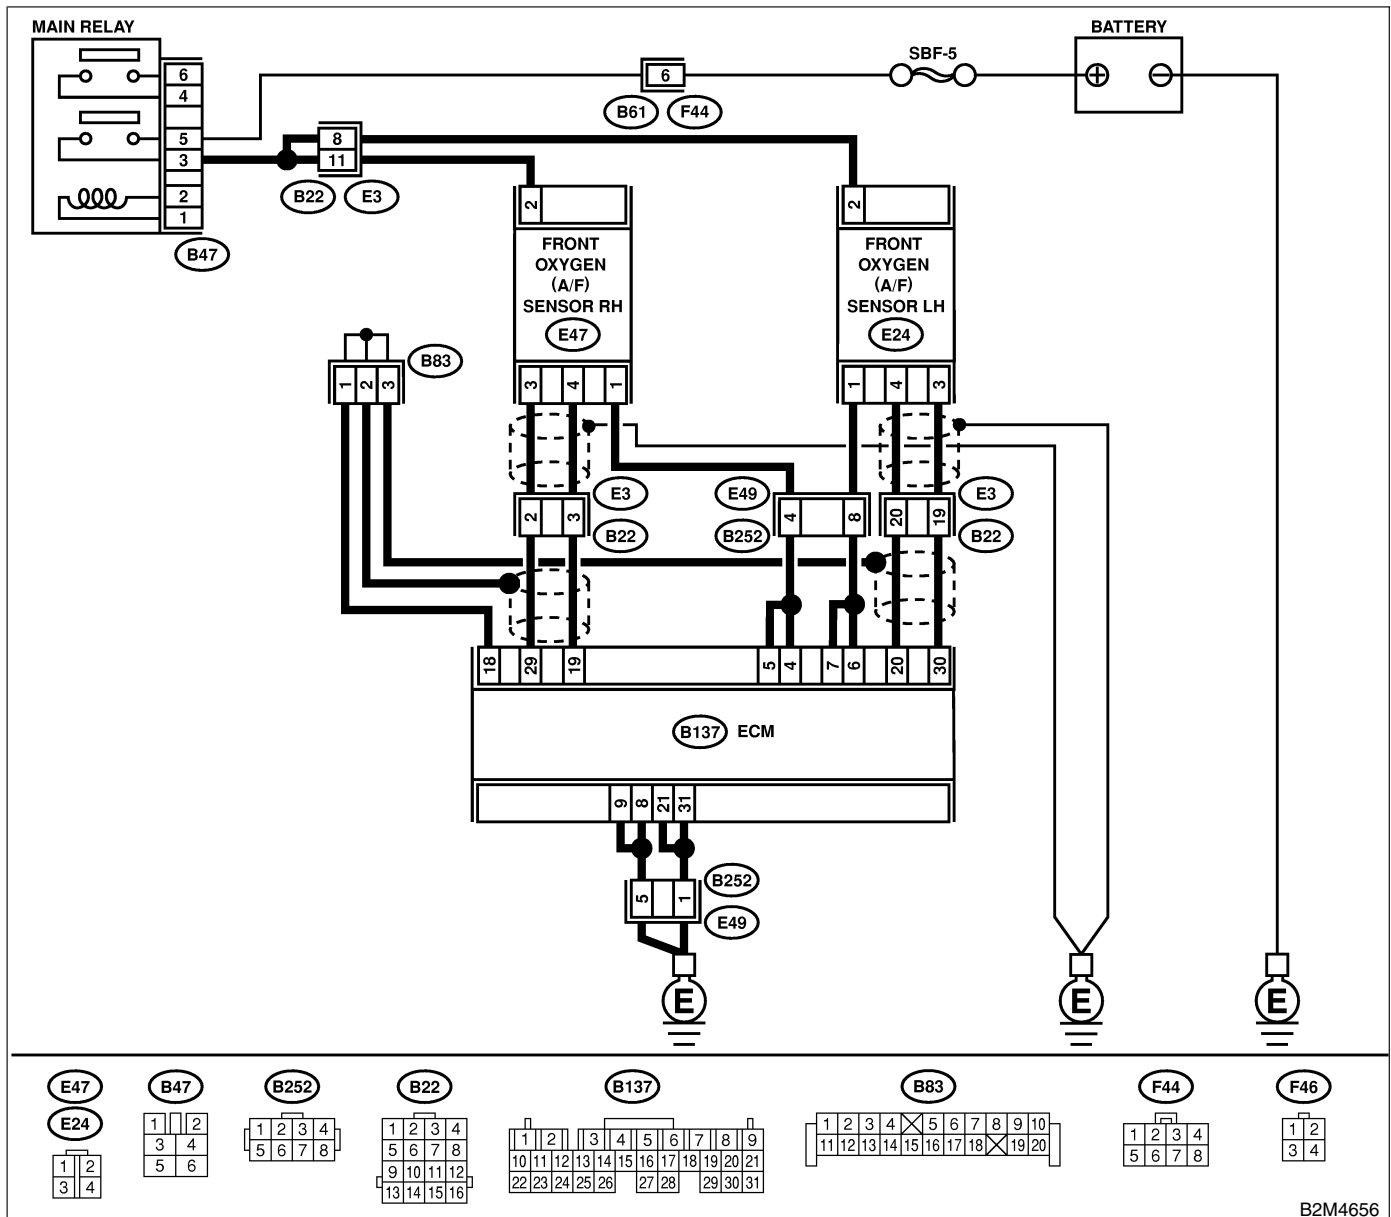 MAIN RELAY
BATTERY
SBF-5
6
4
5
3
2
1
B47
6
B61 F44
8
11
B22 E3
2
FRONT
OXYGEN
(A/F)
SENSOR RH
E47
3 4 1
2
FRONT
OXYGEN
(A/F)
SENSOR LH
E24
1 4 3
B83
1 2 3
2 3
E3
B22
E49
B252
4 8
20 19
E3
B22
18 29 19 5 4 7 6 20 30
B137 ECM
9 8 21 31
5 1
B252
E49
E E E
E47
E24
1 2
3 4
B47
1 2
3 4
5 6
B252
1 2 3 4
5 6 7 8
B22
1 2 3 4
5 6 7 8
9 10 11 12
13 14 15 16
B137
1 2 3 4 5 6 7 8 9
10 11 12 13 14 15 16 17 18 19 20 21
22 23 24 25 26 27 28 29 30 31
B83
1 2 3 4 5 6 7 8 9 10
11 12 13 14 15 16 17 18 19 20
F44
1 2 3 4
5 6 7 8
F46
1 2
3 4
B2M4656